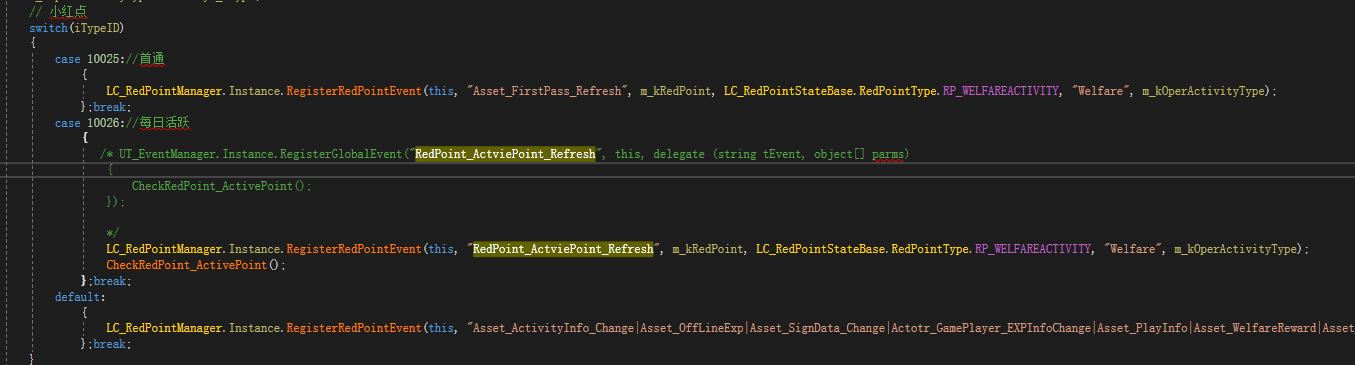 // 小红点
switch(iTypeID)
{
case 10025://首通
{
LC_RedPointManager.Instance.RegisterRedPointEvent(this, "Asset_FirstPass_Refresh", m_kRedPoint, LC_RedPointStateBase.RedPointType.RP_WELFAREACTIVITY, "Welfare", m_kOperActivityType);
};break;
case 10026://每日活跃
{
/* UT_EventManager.Instance.RegisterGlobalEvent("RedPoint_ActviePoint_Refresh", this, delegate (string tEvent, object[] parms)
{
CheckRedPoint_ActivePoint();
});
*/
LC_RedPointManager.Instance.RegisterRedPointEvent(this, "RedPoint_ActviePoint_Refresh", m_kRedPoint, LC_RedPointStateBase.RedPointType.RP_WELFAREACTIVITY, "Welfare", m_kOperActivityType);
CheckRedPoint_ActivePoint();
};break;
default:
{
LC_RedPointManager.Instance.RegisterRedPointEvent(this, "Asset_ActivityInfo_Change|Asset_OffLineExp|Asset_SignData_Change|Actotr_GamePlayer_EXPInfoChange|Asset_PlayInfo|Asset_WelfareReward|Asset
};break;
}